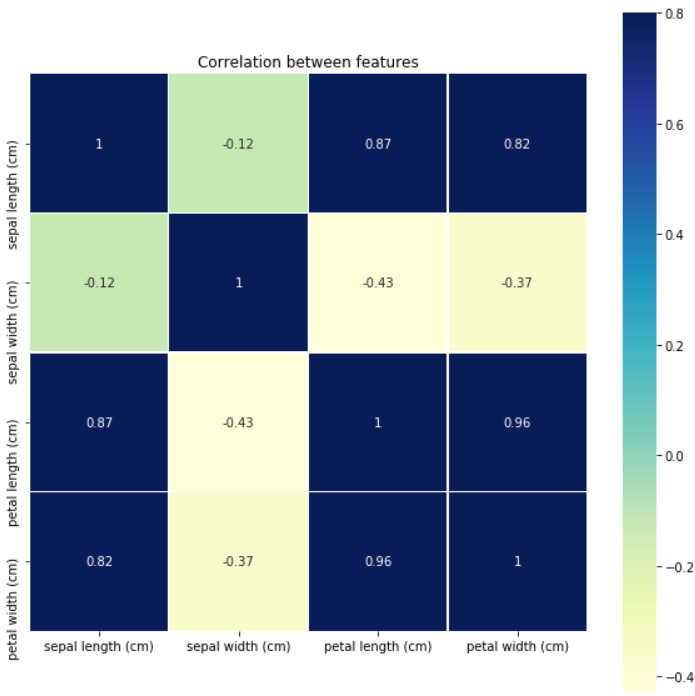 Correlation between features
sepal length (cm)
1
-0.12
0.87
0.82
sepal width (cm)
-0.12
1
-0.43
-0.37
petal length (cm)
0.87
-0.43
1
0.96
petal width (cm)
0.82
-0.37
0.96
1
sepal length (cm)
sepal width (cm)
petal length (cm)
petal width (cm)
0.8
0.6
0.4
0.2
0.0
−0.2
−0.4